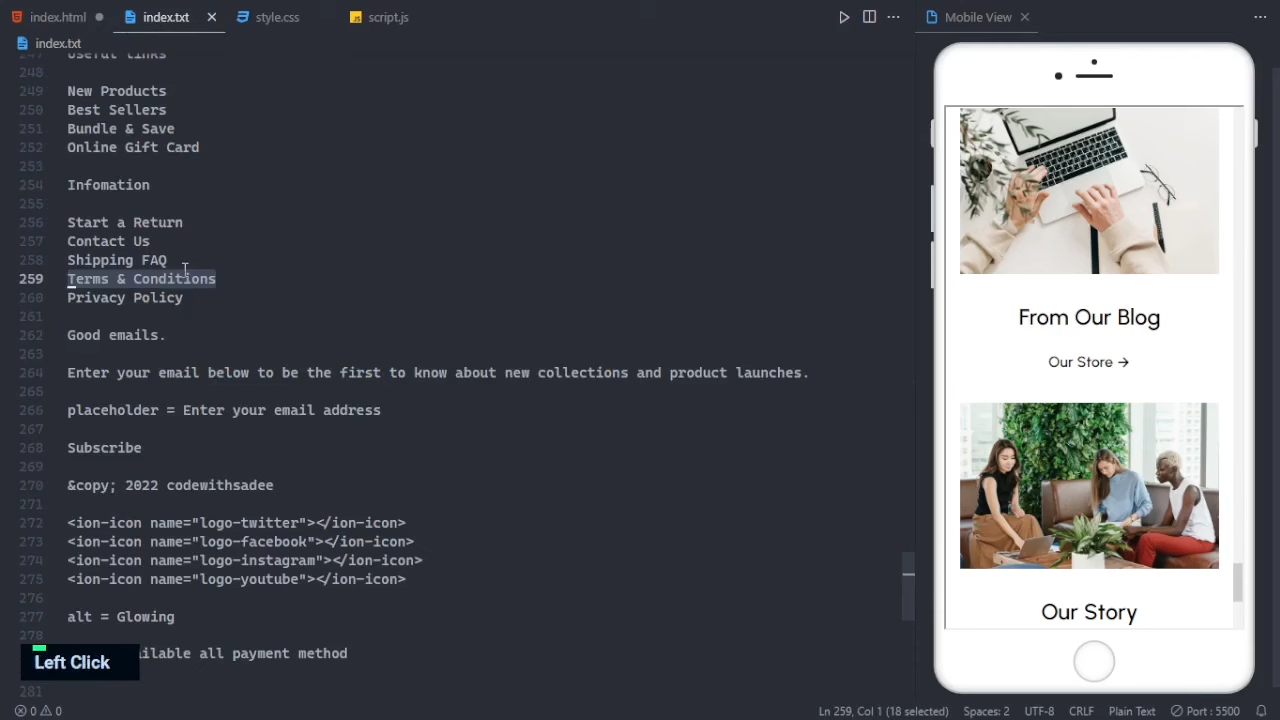 index.html
index.txt
style.css
script.js
Mobile View
index.txt
247 Useful links
248
249 New Products
250 Best Sellers
251 Bundle & Save
252 Online Gift Card
253
254 Infomation
255
256 Start a Return
257 Contact Us
258 Shipping FAQ
259 Terms & Conditions
260 Privacy Policy
261
262 Good emails.
263
264 Enter your email below to be the first to know about new collections and product launches.
265
266 placeholder = Enter your email address
267
268 Subscribe
269
270 &copy; 2022 codewithsadee
271
272 <ion-icon name="logo-twitter"></ion-icon>
273 <ion-icon name="logo-facebook"></ion-icon>
274 <ion-icon name="logo-instagram"></ion-icon>
275 <ion-icon name="logo-youtube"></ion-icon>
276
277 alt = Glowing
278
all payment method
281
Left Click
From Our Blog
Our Store →
Our Story
0 0
Ln 259, Col 1 (18 selected)
Spaces: 2
UTF-8
CRLF
Plain Text
Port : 5500